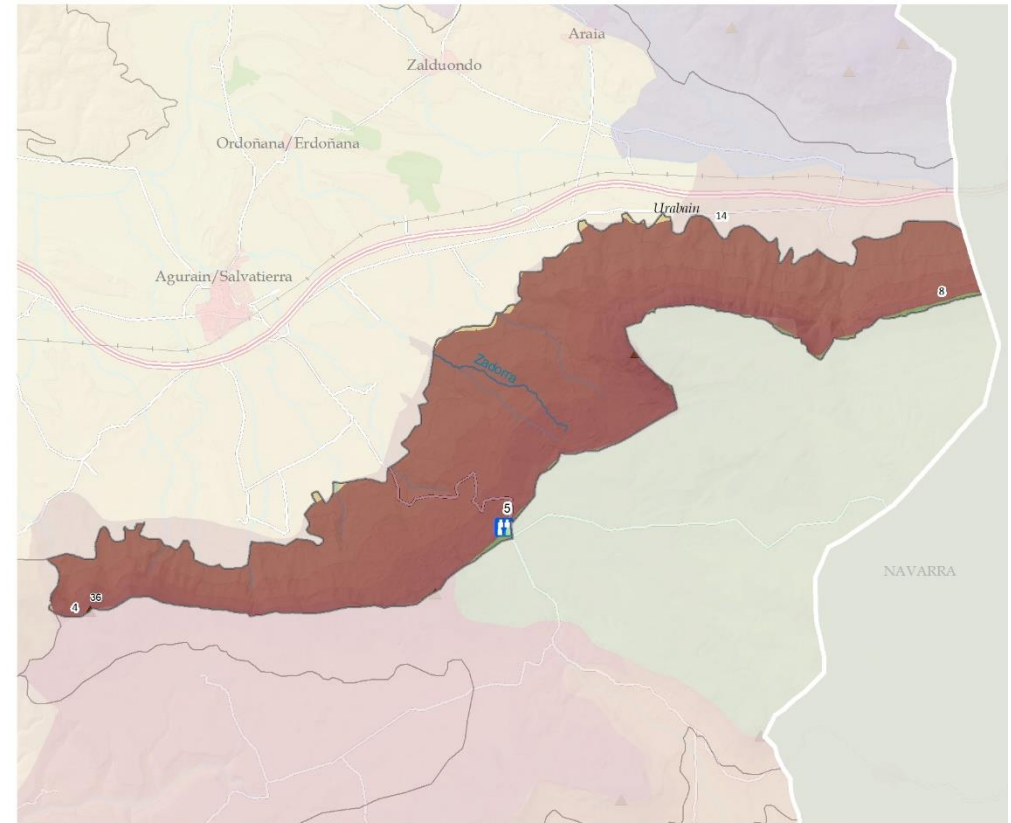 Araia
Zalduondo
Ordoñana/Erdoñana
Urabain
14
Agurain/Salvatierra
8
Zadorra
5
NAVARRA
36
4